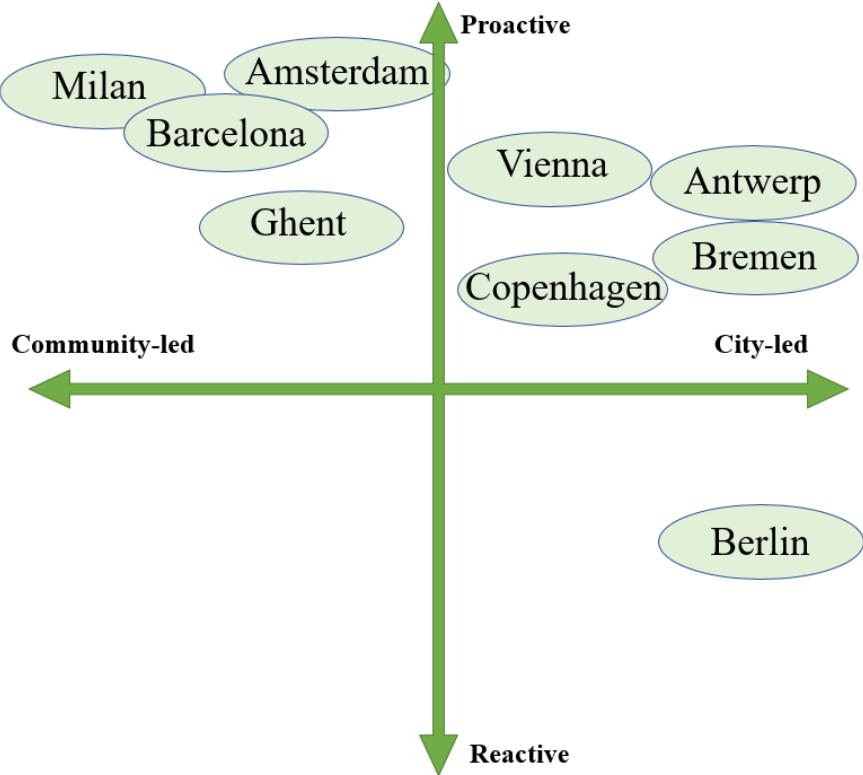 Proactive
Amsterdam
Milan
Barcelona
Vienna
Antwerp
Ghent
Bremen
Copenhagen
Community-led
City-led
Berlin
Reactive